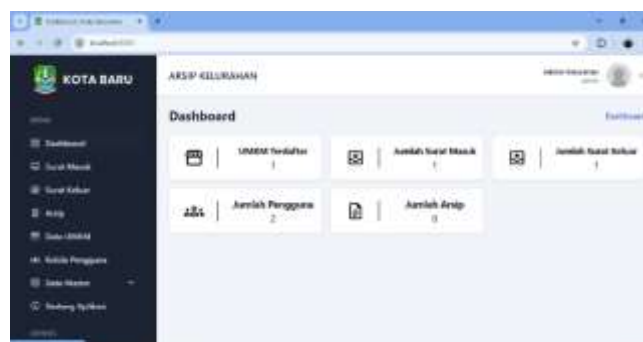 KOTA BARU
ARSIP KELURAHAN
Dashboard
Dashboard
Surat Masuk
Surat Keluar
Arsip
Data UMKM
Kelola Pengguna
Data Master
Tentang Aplikasi
UMKM Terdaftar
1
Jumlah Surat Masuk
1
Jumlah Surat Keluar
1
Jumlah Pengguna
2
Jumlah Arsip
0